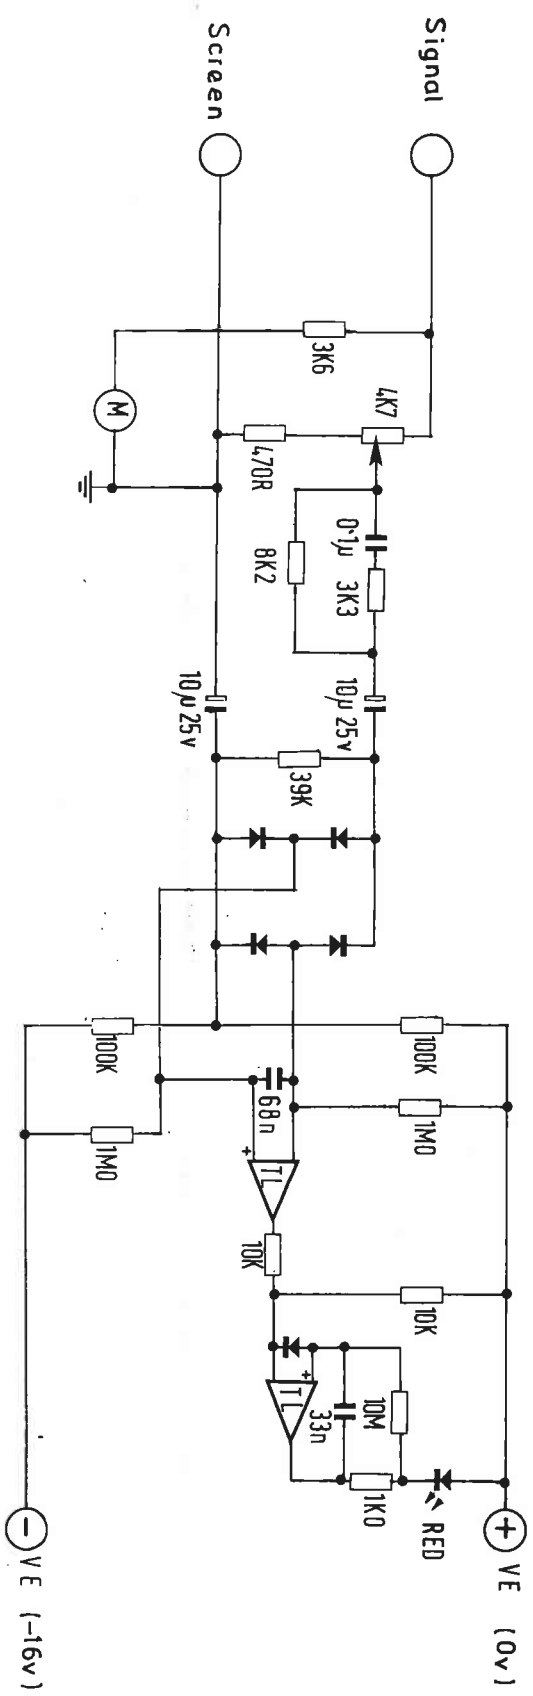 Signal
Screen
3K6
M
4K7
470R
0·1µ
3K3
8K2
10µ 25v
10µ 25v
39K
100K
100K
1M0
1M0
68n
+
TL
10K
10K
+
TL
33n
10M
1K0
RED
+ VE (0v)
- VE (-16v)